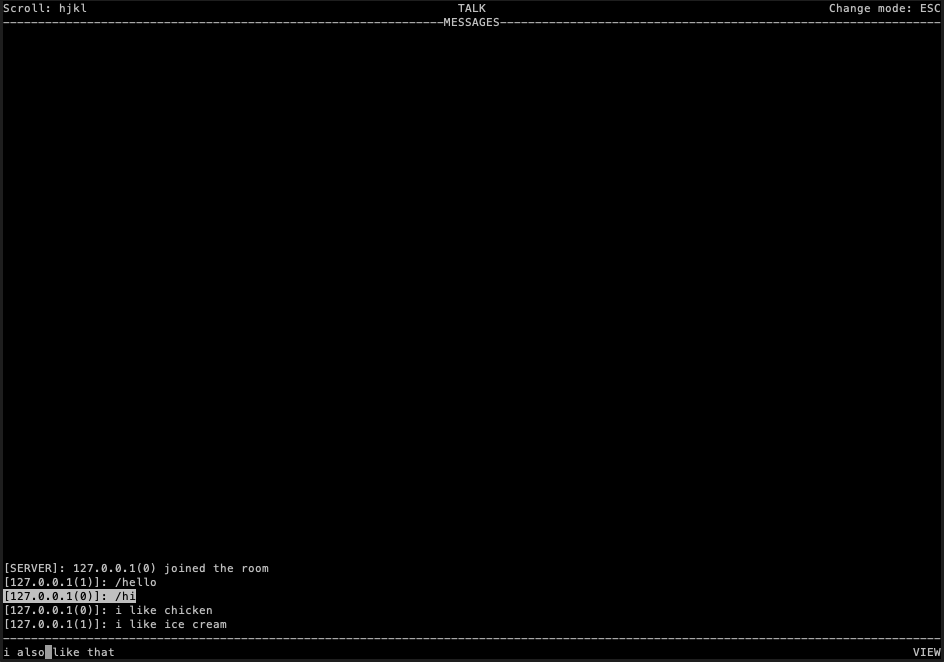 Scroll: hjkl TALK Change mode: ESC
MESSAGES
[SERVER]: 127.0.0.1(0) joined the room
[127.0.0.1(1)]: /hello
[127.0.0.1(0)]: /hi
[127.0.0.1(0)]: i like chicken
[127.0.0.1(1)]: i like ice cream
i also like that VIEW